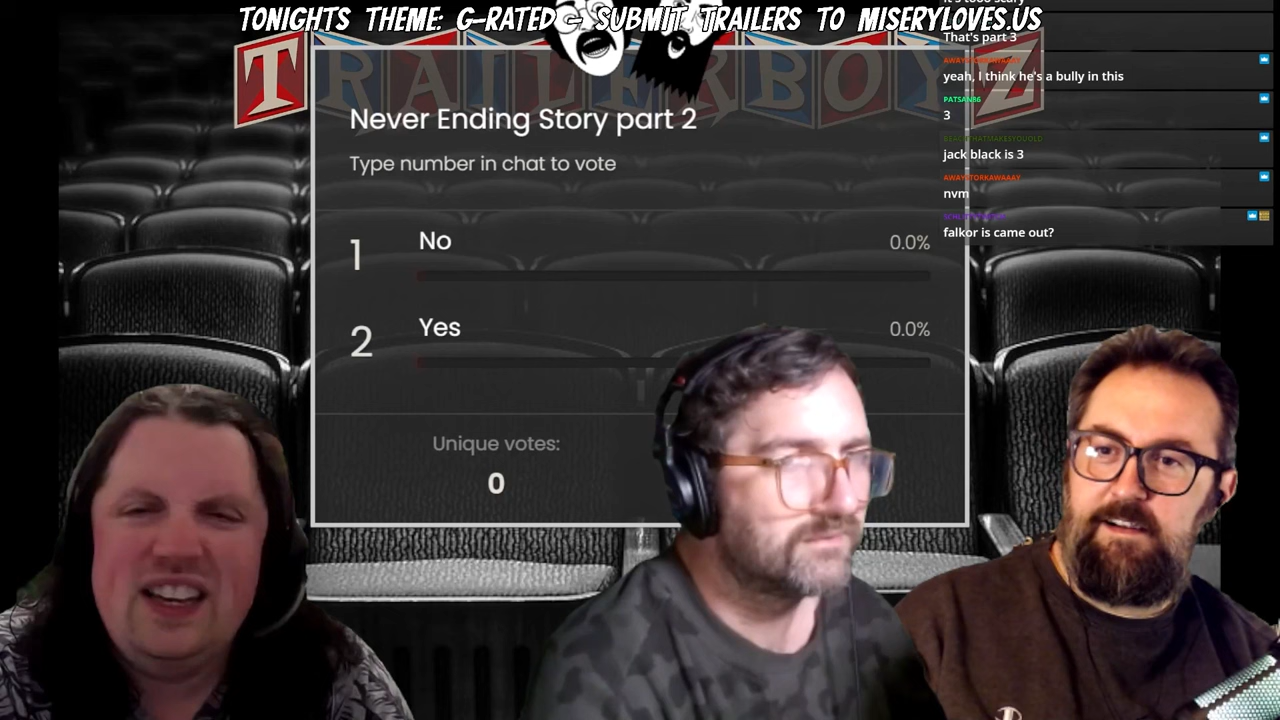 TONIGHTS THEME: G-RATED - SUBMIT TRAILERS TO MISERYLOVES.US
TRAILERBOYZ
Never Ending Story part 2
Type number in chat to vote
1 No 0.0%
2 Yes 0.0%
Unique votes:
0
That's part 3
yeah, I think he's a bully in this
PATSAN86
3
jack black is 3
nvm
falkor is came out?